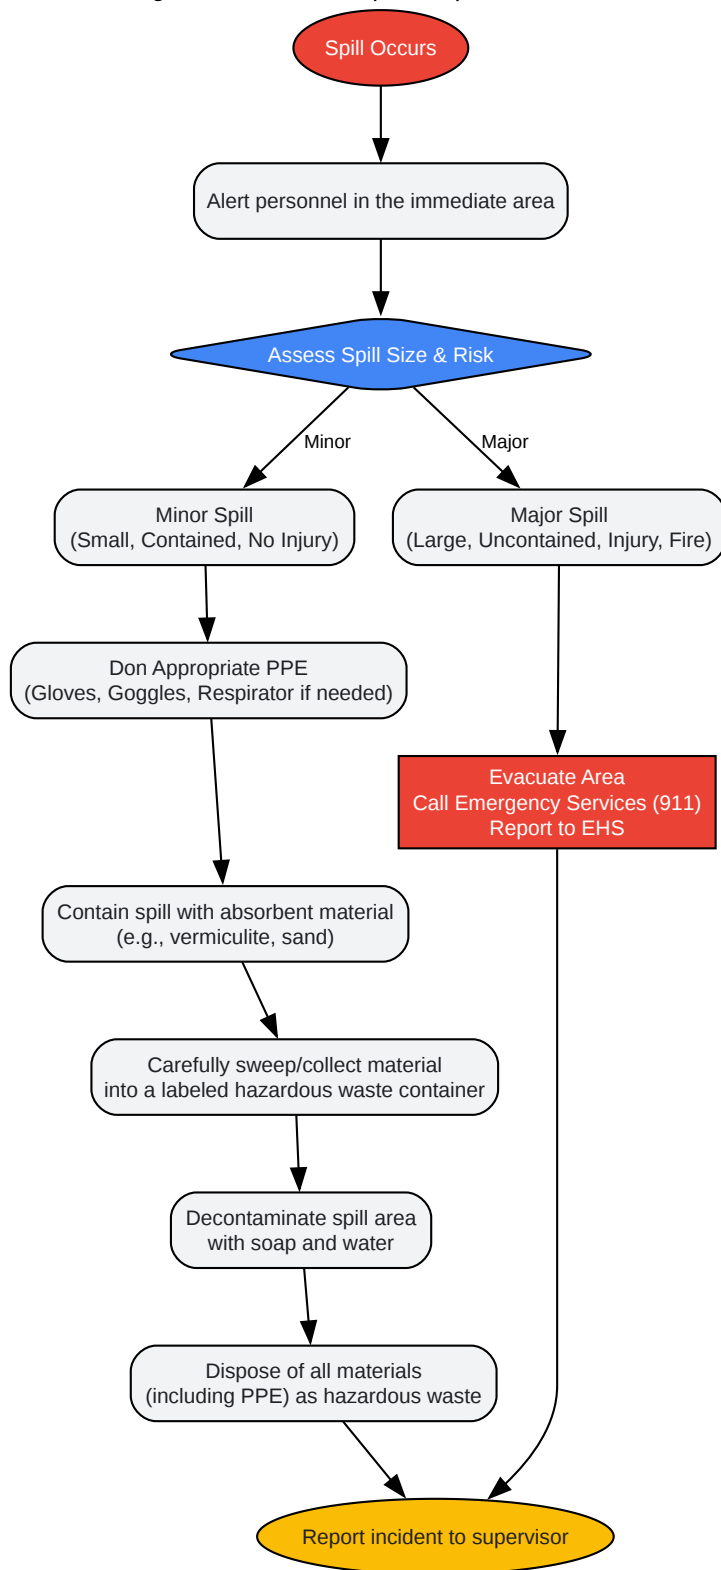 Spill Occurs
Alert personnel in the immediate area
Assess Spill Size & Risk
Minor
Major
Minor Spill
(Small, Contained, No Injury)
Major Spill
(Large, Uncontained, Injury, Fire)
Don Appropriate PPE
(Gloves, Goggles, Respirator if needed)
Evacuate Area
Call Emergency Services (911)
Report to EHS
Contain spill with absorbent material
(e.g., vermiculite, sand)
Carefully sweep/collect material
into a labeled hazardous waste container
Decontaminate spill area
with soap and water
Dispose of all materials
(including PPE) as hazardous waste
Report incident to supervisor